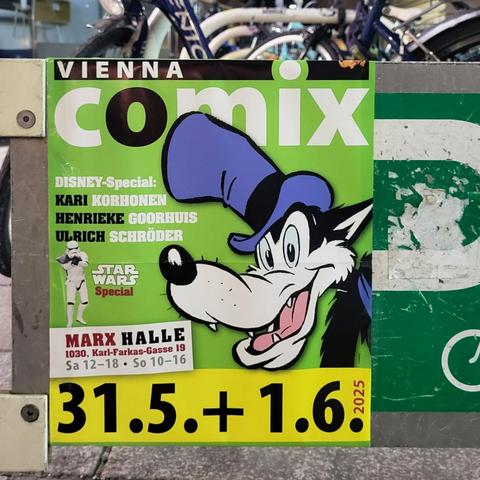 VIENNA
comix
DISNEY-Special:
KARI KORHONEN
HENRIEKE GOORHUIS
ULRICH SCHRÖDER
STAR
WARS
Special
MARX HALLE
1030, Karl-Farkas-Gasse 19
Sa 12–18 • So 10–16
31.5.+ 1.6.
2025